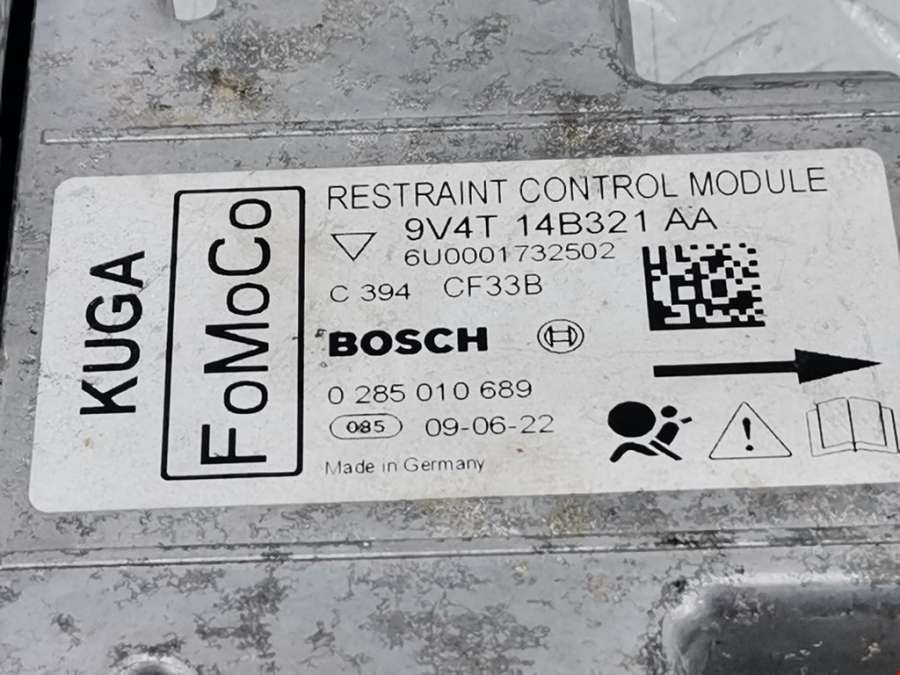 KUGA
FoMoCo
RESTRAINT CONTROL MODULE
9V4T 14B321 AA
6U0001732502
C 394 CF33B
BOSCH
0 285 010 689
085 09-06-22
Made in Germany